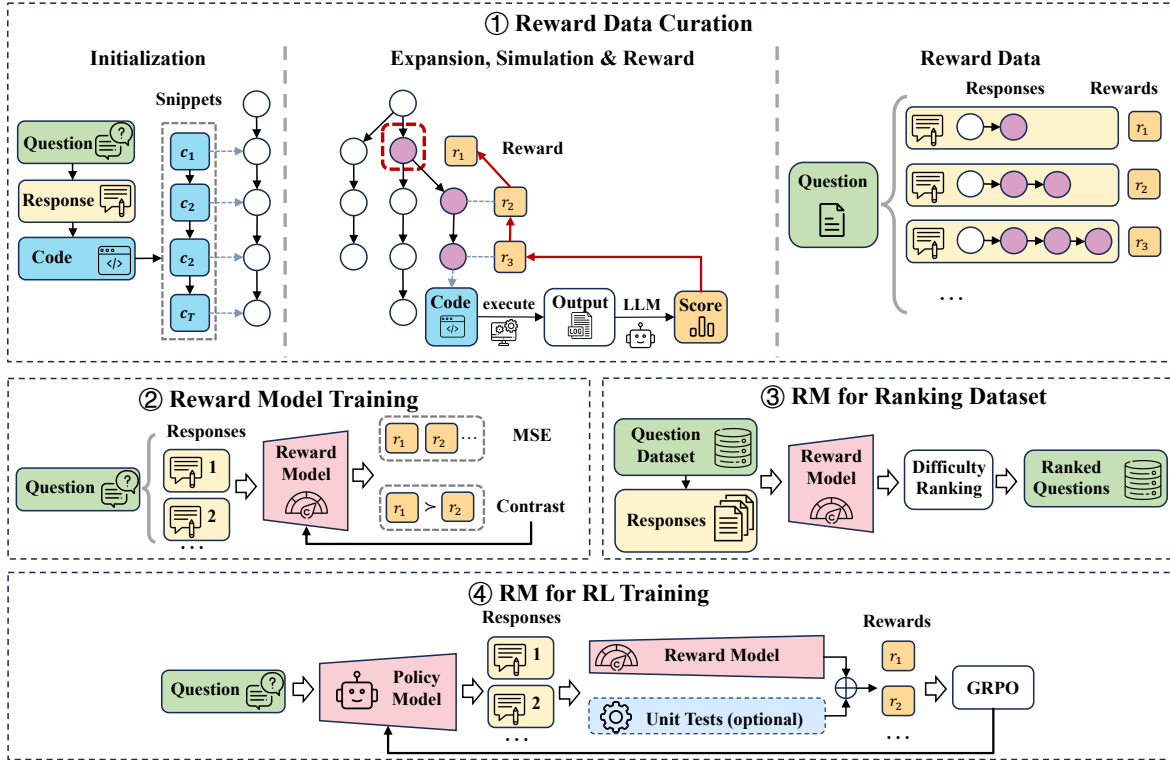 ① Reward Data Curation
Initialization
Expansion, Simulation & Reward
Reward Data
Snippets
Question
Response
Code
</>
c1
c2
c2
cT
r1
Reward
r2
r3
Code
</>
execute
Output
LOG
LLM
Score
Responses
Rewards
Question
r1
r2
r3
...
② Reward Model Training
Responses
Question
1
2
...
Reward
Model
C
r1 r2 ...
MSE
r1 ≻ r2
Contrast
③ RM for Ranking Dataset
Question
Dataset
Responses
Reward
Model
C
Difficulty
Ranking
Ranked
Questions
④ RM for RL Training
Responses
Rewards
Question
Policy
Model
1
2
...
C
Reward Model
Unit Tests (optional)
r1
r2
...
GRPO